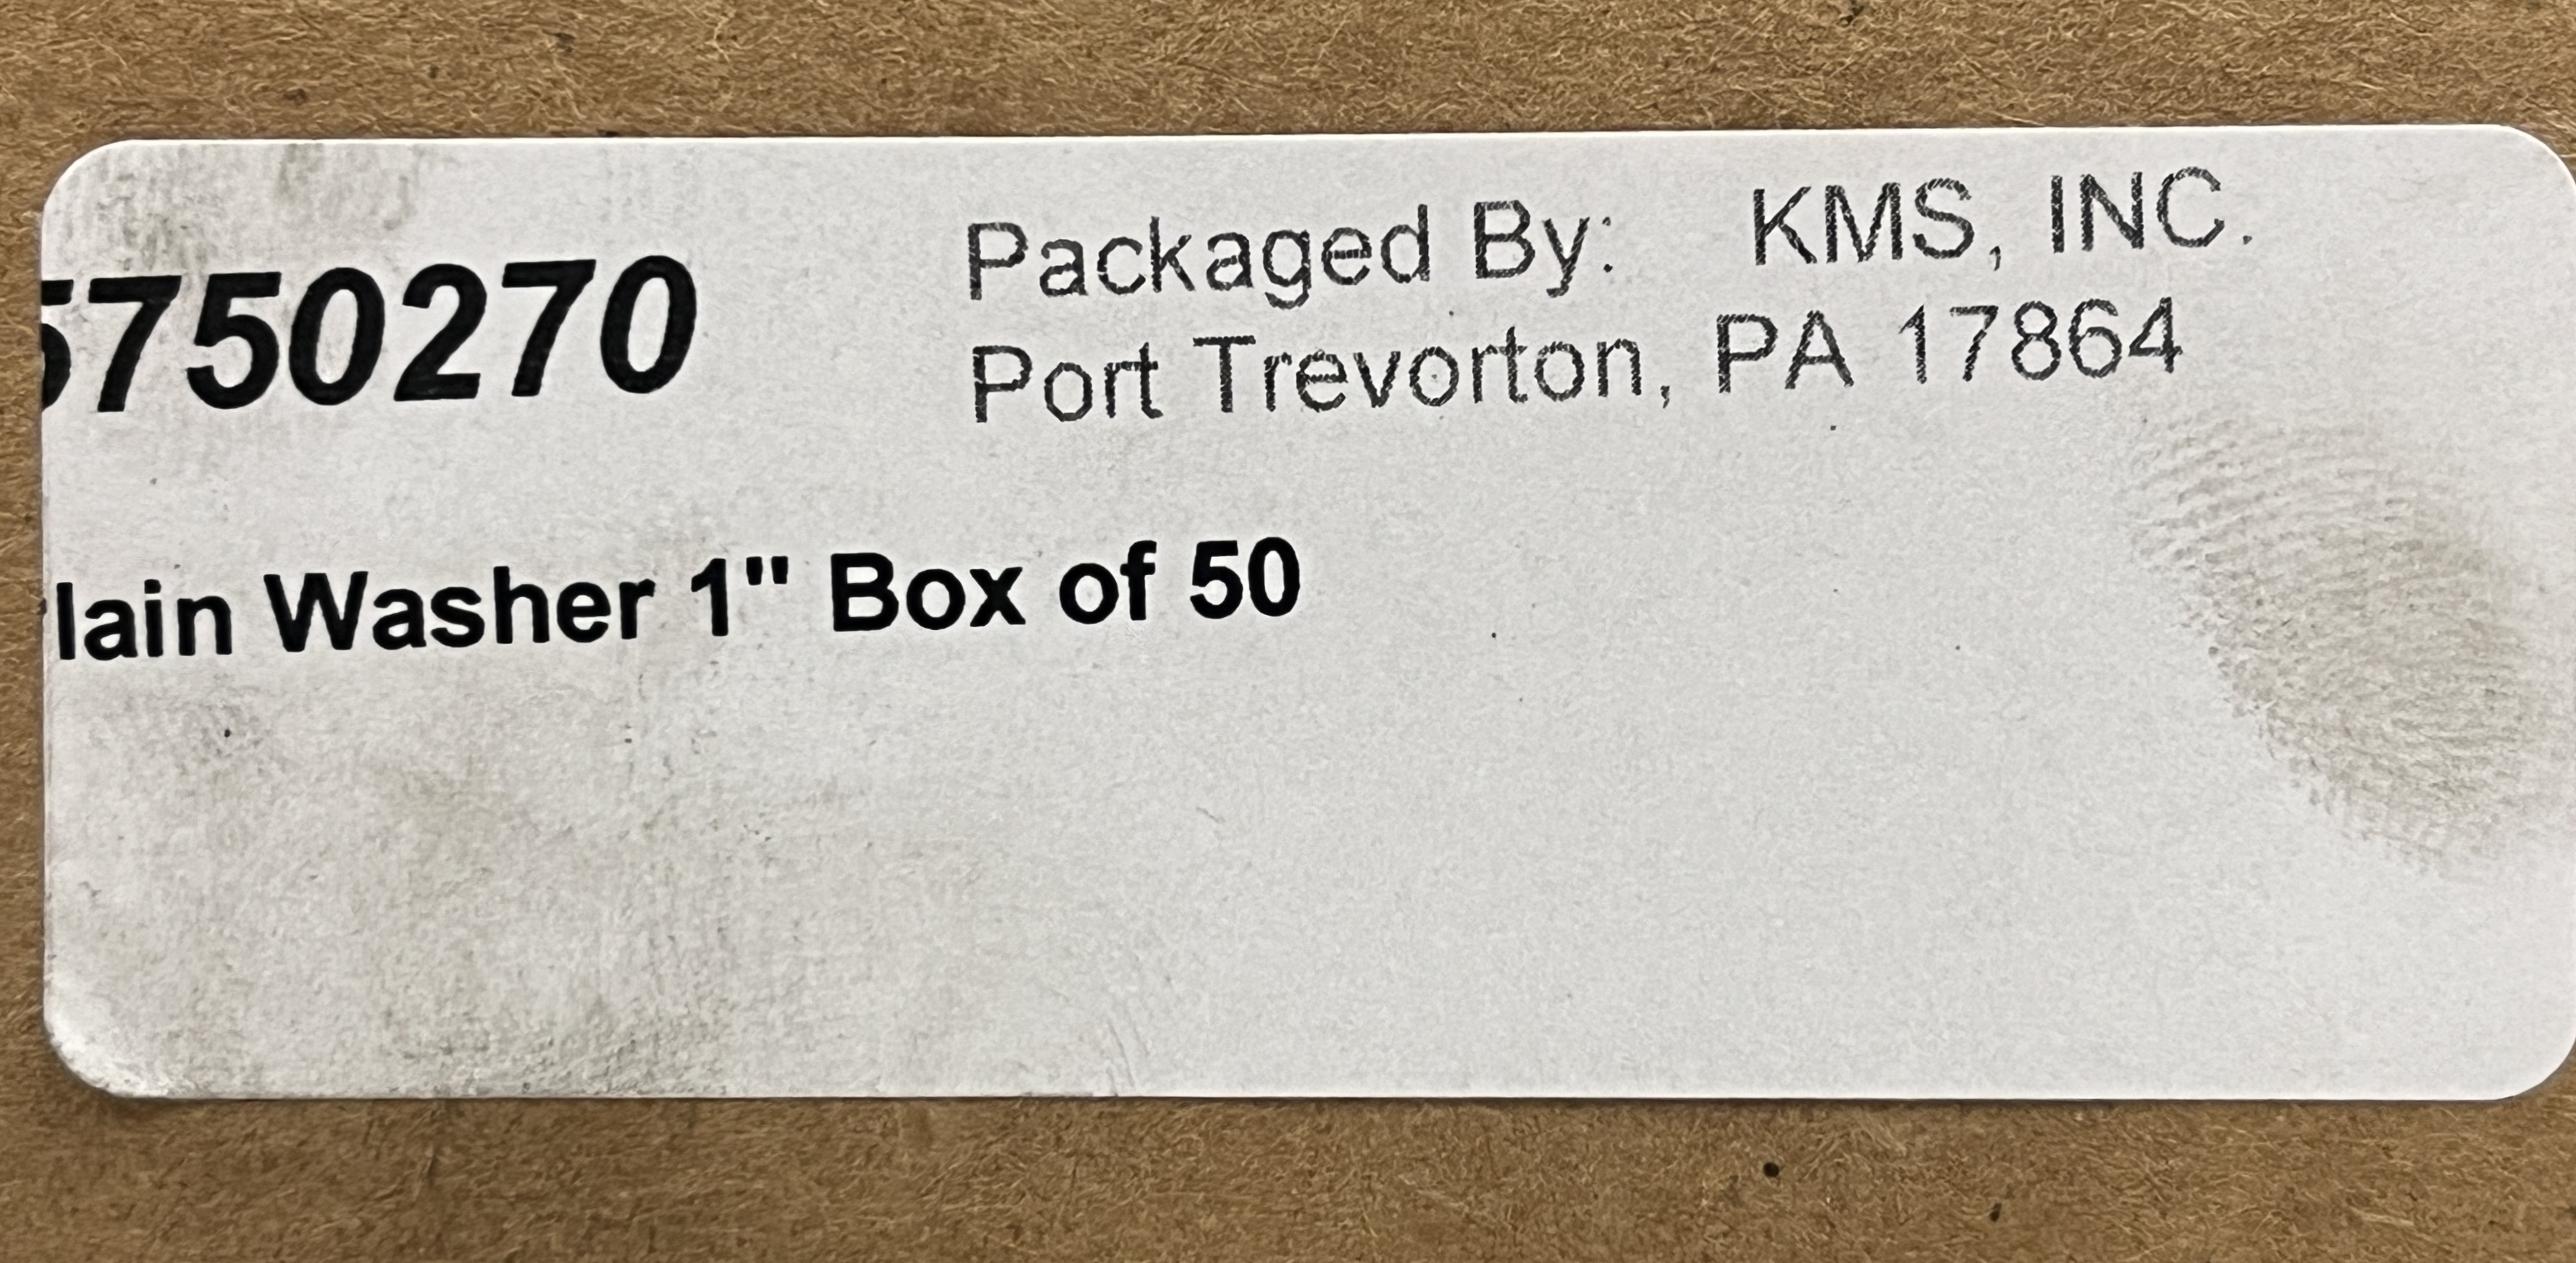 5750270
Packaged By: KMS, INC.
Port Trevorton, PA 17864
lain Washer 1" Box of 50